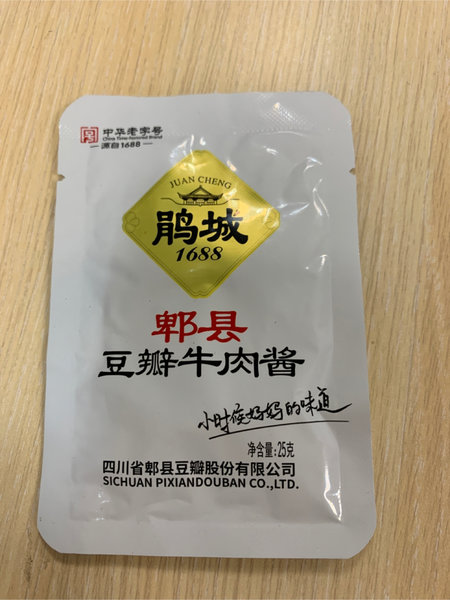 中华老字号
China Time-honored Brand
源自1688
JUAN CHENG
鹃城
1688
郫县
豆瓣牛肉酱
小时候妈妈的味道
净含量:25克
四川省郫县豆瓣股份有限公司
SICHUAN PIXIANDOUBAN CO.,LTD.